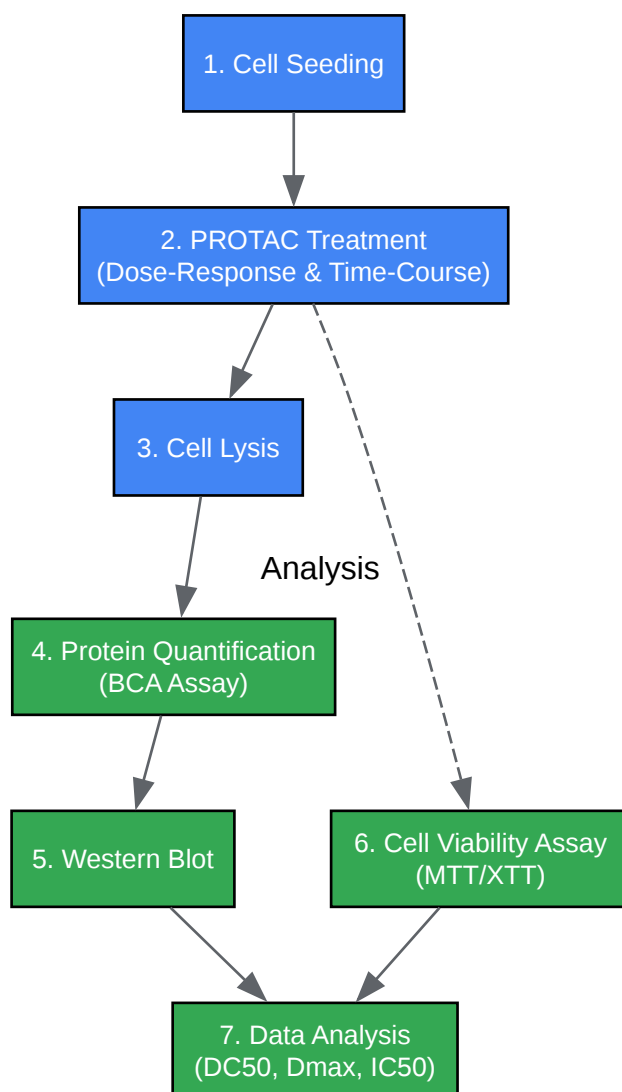 1. Cell Seeding
2. PROTAC Treatment
(Dose-Response & Time-Course)
3. Cell Lysis
Analysis
4. Protein Quantification
(BCA Assay)
5. Western Blot
6. Cell Viability Assay
(MTT/XTT)
7. Data Analysis
(DC50, Dmax, IC50)